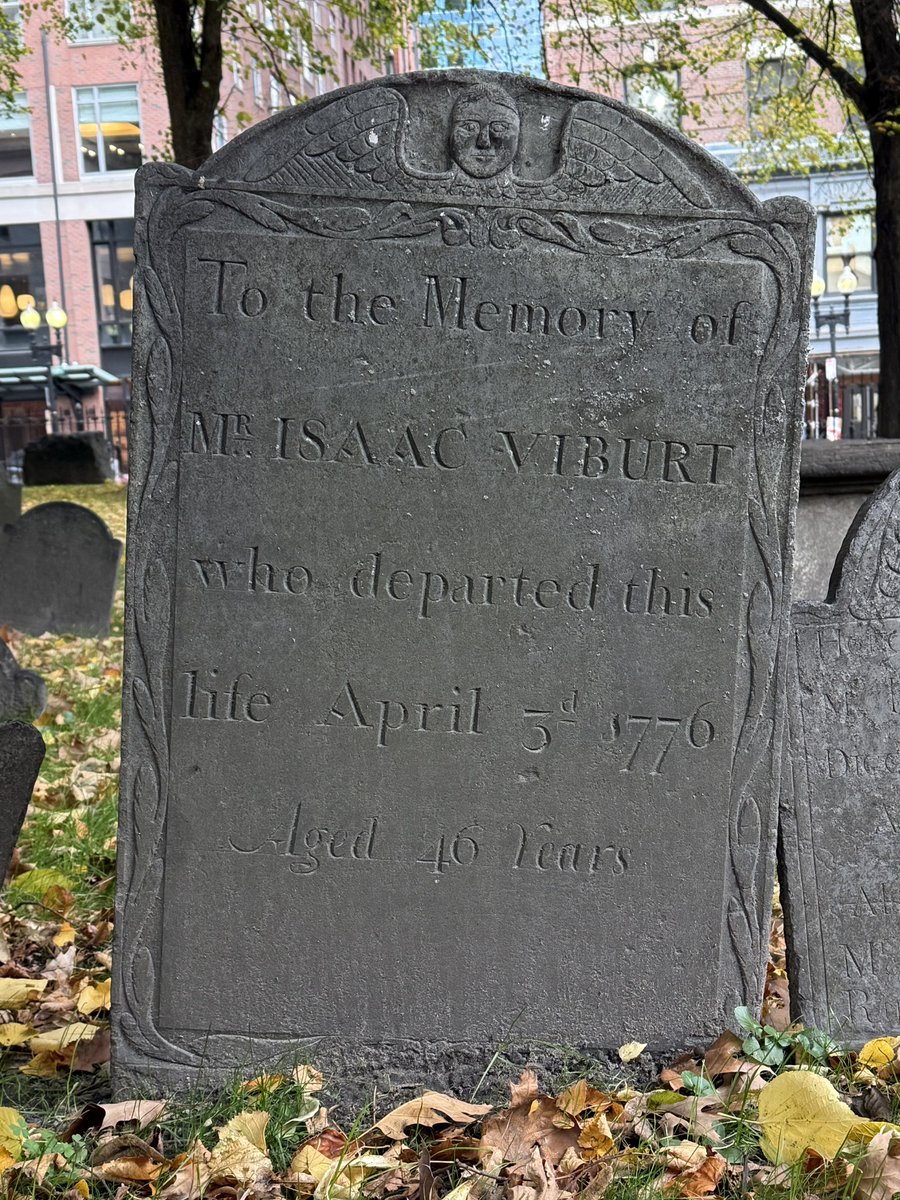 To the Memory of
Mr. ISAAC VIBURT
who departed this
life April 3d 1776
Aged 46 Years